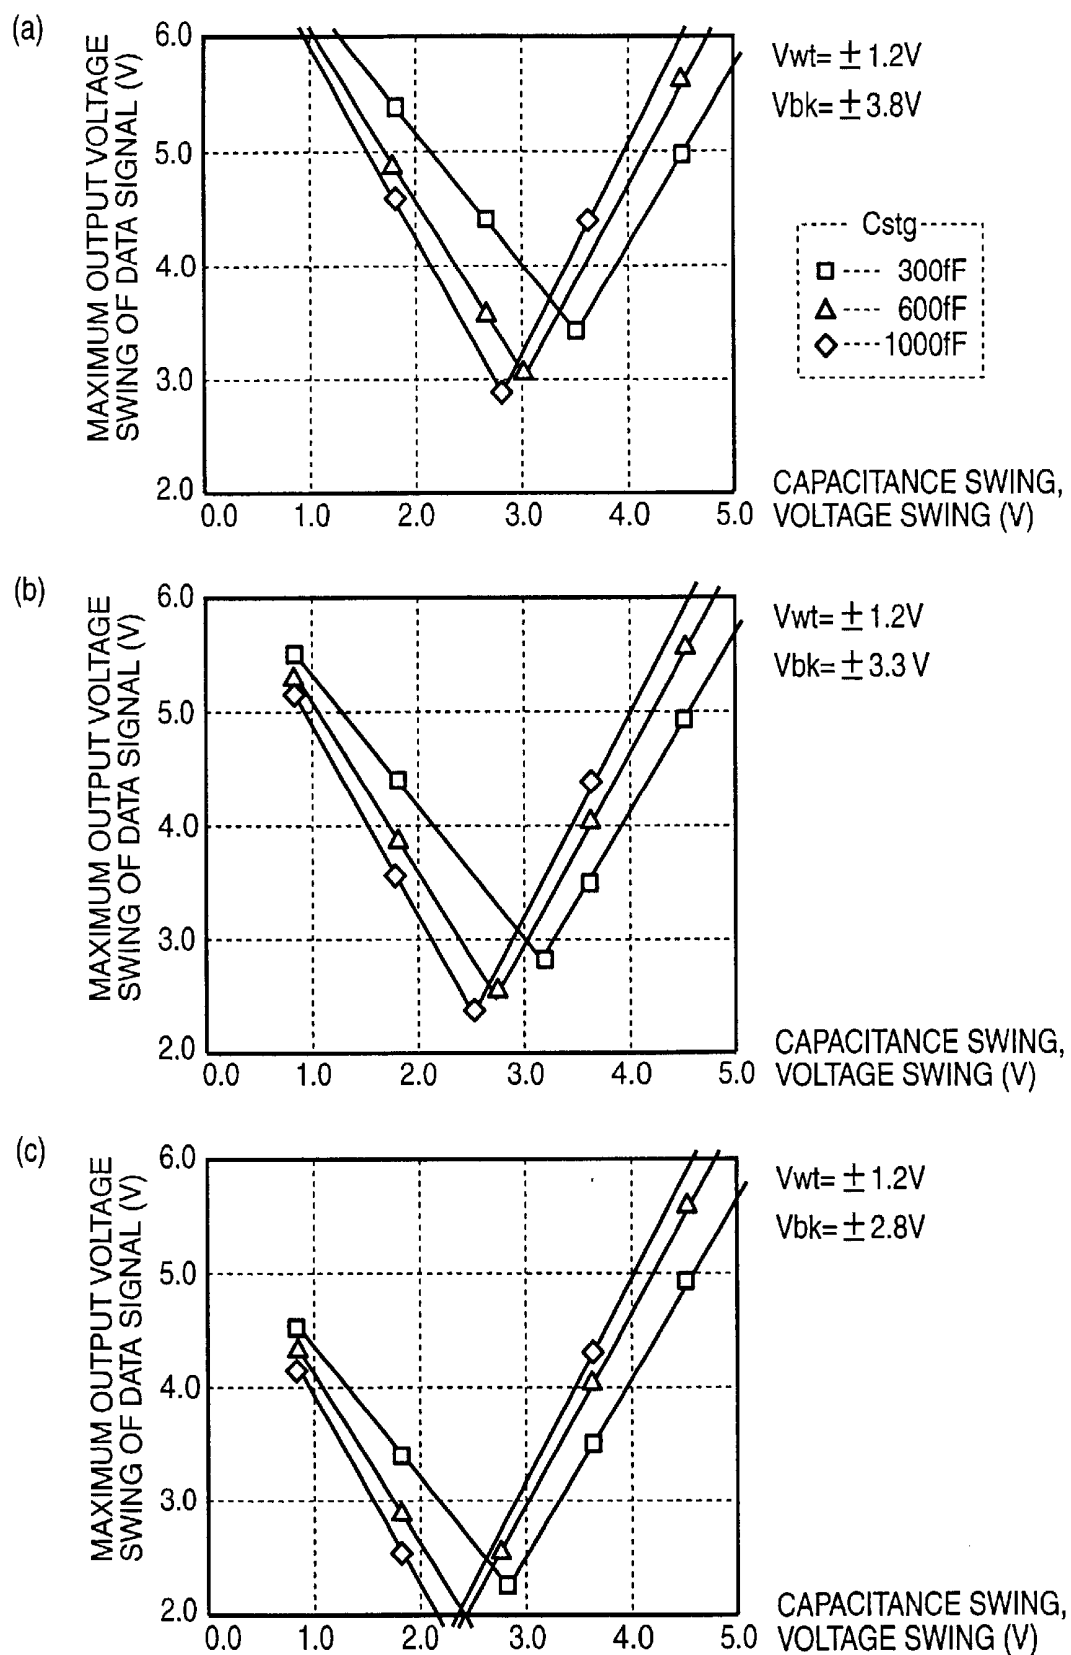 (a)
MAXIMUM OUTPUT VOLTAGE
SWING OF DATA SIGNAL (V)
6.0
5.0
4.0
3.0
2.0
0.0 1.0 2.0 3.0 4.0 5.0
CAPACITANCE SWING,
VOLTAGE SWING (V)
Vwt= ±1.2V
Vbk= ±3.8V
Cstg
300fF
600fF
1000fF
(b)
MAXIMUM OUTPUT VOLTAGE
SWING OF DATA SIGNAL (V)
6.0
5.0
4.0
3.0
2.0
0.0 1.0 2.0 3.0 4.0 5.0
CAPACITANCE SWING,
VOLTAGE SWING (V)
Vwt= ±1.2V
Vbk= ±3.3 V
(c)
MAXIMUM OUTPUT VOLTAGE
SWING OF DATA SIGNAL (V)
6.0
5.0
4.0
3.0
2.0
0.0 1.0 2.0 3.0 4.0 5.0
CAPACITANCE SWING,
VOLTAGE SWING (V)
Vwt= ±1.2V
Vbk= ±2.8V